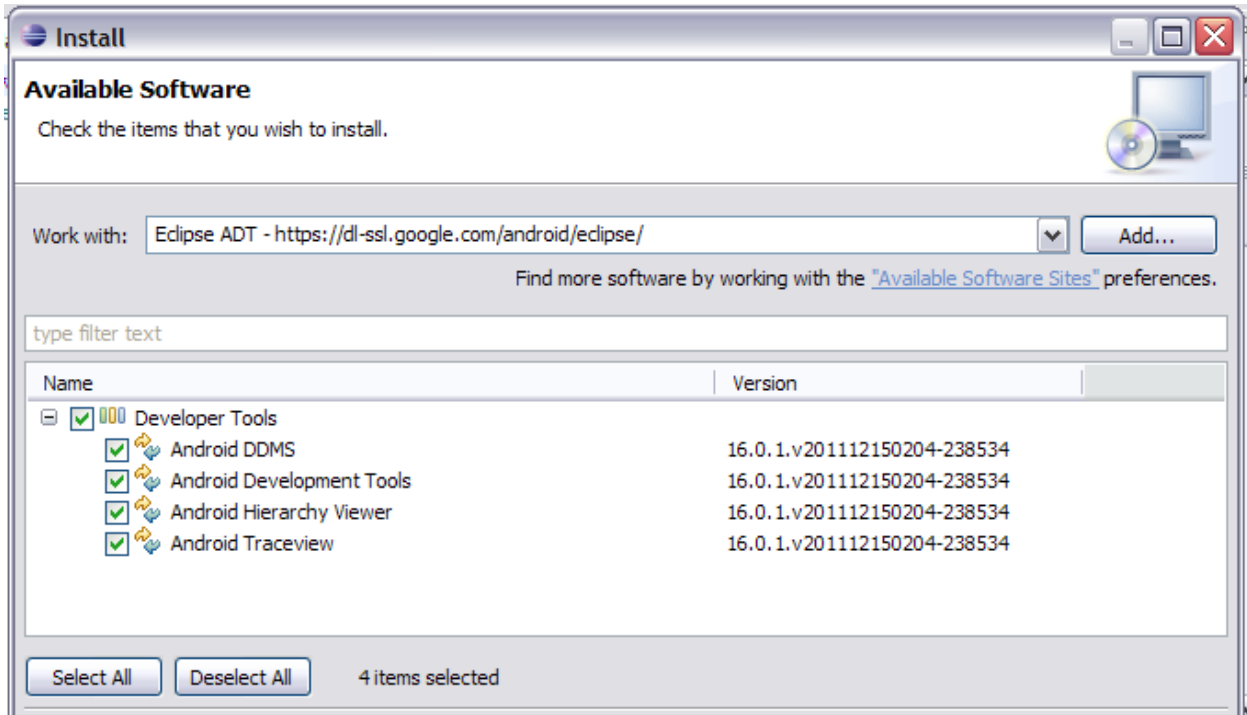 Install
Available Software
Check the items that you wish to install.
Work with: Eclipse ADT - https://dl-ssl.google.com/android/eclipse/ Add...
Find more software by working with the "Available Software Sites" preferences.
type filter text
Name Version
Developer Tools
Android DDMS 16.0.1.v201112150204-238534
Android Development Tools 16.0.1.v201112150204-238534
Android Hierarchy Viewer 16.0.1.v201112150204-238534
Android Traceview 16.0.1.v201112150204-238534
Select All Deselect All 4 items selected